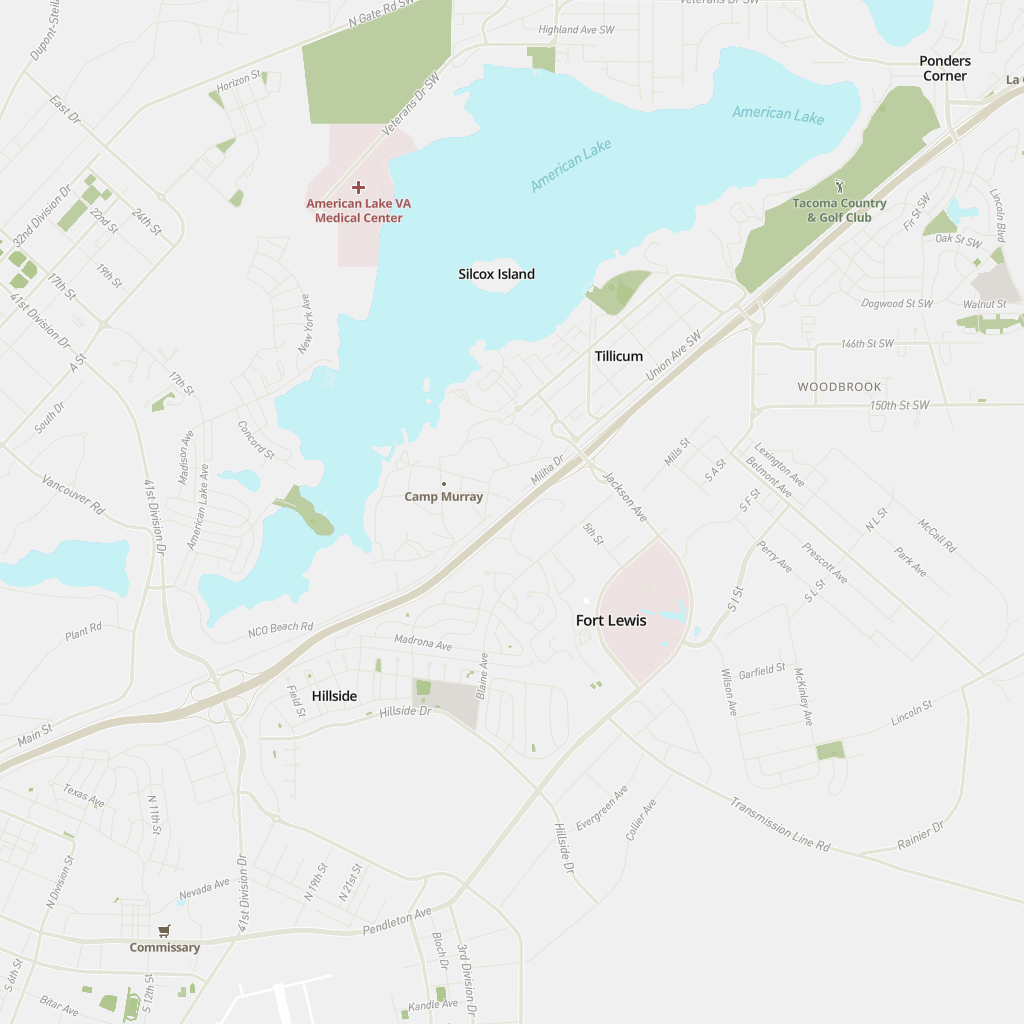 N Gate Rd SW
Veterans Dr SW
Highland Ave SW
Ponders
Corner
Horizon St
Veterans Dr SW
American Lake
American Lake
East Dr
American Lake VA
Medical Center
Tacoma Country
& Golf Club
32nd Division Dr
22nd St
24th St
Fir St SW
Lincoln Blvd
Oak St SW
19th St
17th St
Silcox Island
41st Division Dr
New York Ave
Dogwood St SW
Walnut St
A St
Tillicum
Union Ave SW
146th St SW
17th St
WOODBROOK
150th St SW
South Dr
Concord St
Madison Ave
Mills St
Militia Dr
S A St
Lexington Ave
Belmont Ave
Vancouver Rd
41st Division Dr
American Lake Ave
Camp Murray
Jackson Ave
S F St
5th St
N L St
McCall Rd
Perry Ave
Prescott Ave
Park Ave
S L St
S I St
Plant Rd
NCO Beach Rd
Fort Lewis
Madrona Ave
Blaine Ave
Garfield St
Wilson Ave
McKinley Ave
Field St
Hillside
Hillside Dr
Lincoln St
Main St
Texas Ave
N 11th St
Evergreen Ave
Collier Ave
Transmission Line Rd
Rainier Dr
Hillside Dr
N Division St
41st Division Dr
N 19th St
N 21st St
Nevada Ave
Pendleton Ave
Commissary
S 6th St
Bloch Dr
3rd Division Dr
Bitar Ave
S 12th St
Kandle Ave